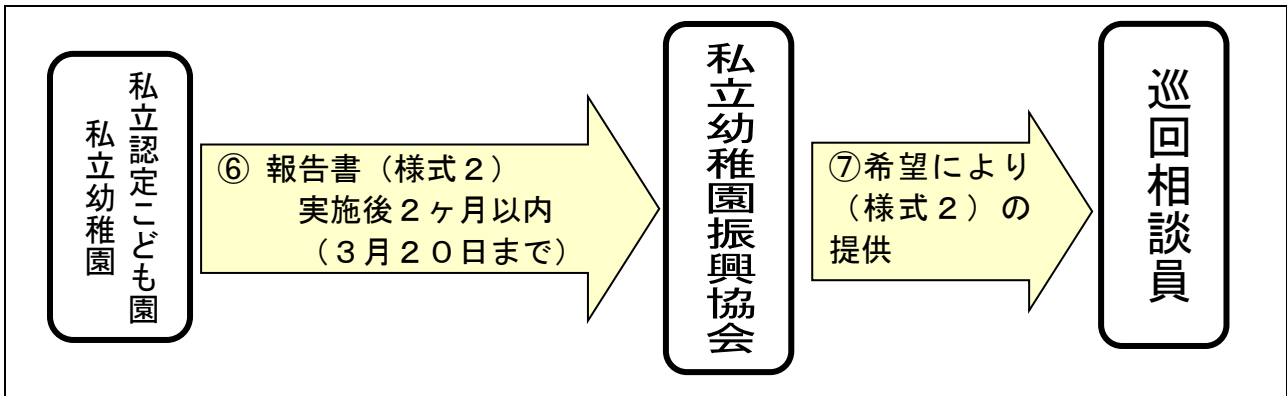 私立認定こども園
私立幼稚園
⑥ 報告書（様式２）
実施後２ヶ月以内
（３月２０日まで）
私立幼稚園振興協会
⑦希望により
（様式２）の
提供
巡回相談員